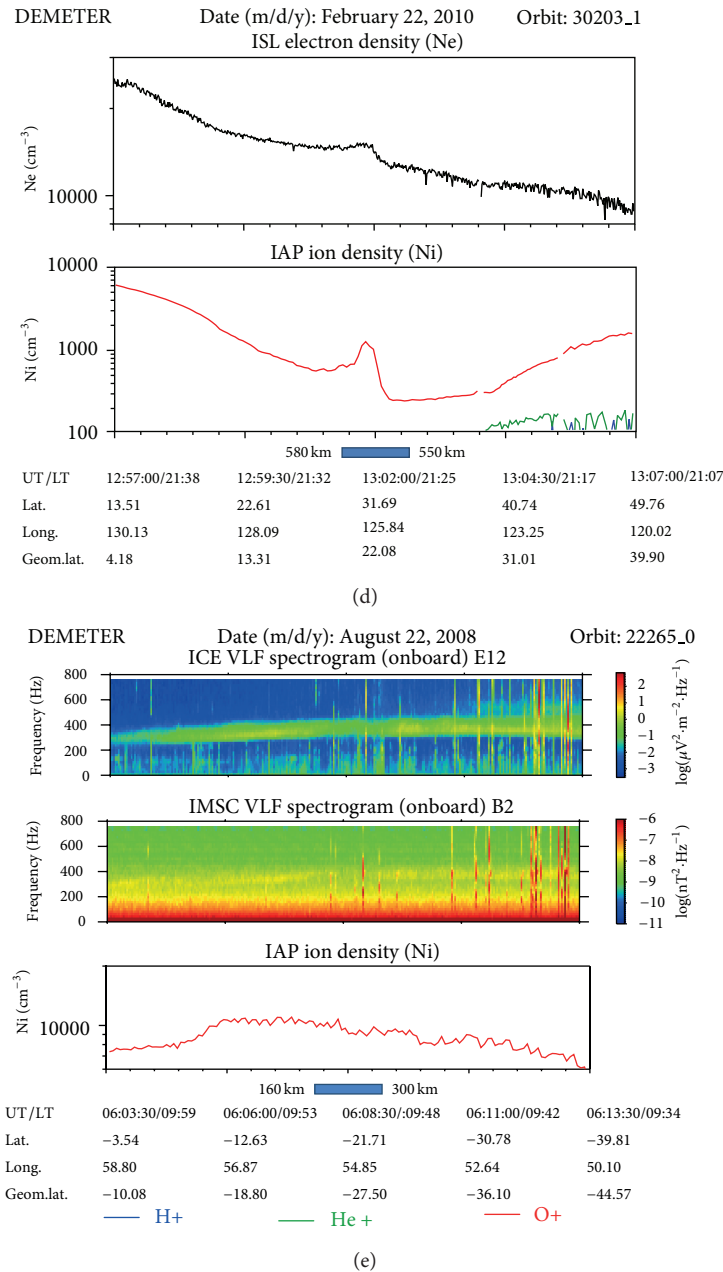 DEMETER Date (m/d/y): February 22, 2010 Orbit: 30203_1
ISL electron density (Ne)
Ne (cm−3)
10000
IAP ion density (Ni)
Ni (cm−3)
10000
1000
100
580 km 550 km
UT/LT 12:57:00/21:38 12:59:30/21:32 13:02:00/21:25 13:04:30/21:17 13:07:00/21:07
Lat. 13.51 22.61 31.69 40.74 49.76
Long. 130.13 128.09 125.84 123.25 120.02
Geom.lat. 4.18 13.31 22.08 31.01 39.90
(d)
DEMETER Date (m/d/y): August 22, 2008 Orbit: 22265_0
ICE VLF spectrogram (onboard) E12
Frequency (Hz)
800
600
400
200
0
2
1
0
−1
−2
−3
log(μV2·m−2·Hz−1)
IMSC VLF spectrogram (onboard) B2
Frequency (Hz)
800
600
400
200
0
−6
−7
−8
−9
−10
−11
log(nT2·Hz−1)
IAP ion density (Ni)
Ni (cm−3)
10000
160 km 300 km
UT/LT 06:03:30/09:59 06:06:00/09:53 06:08:30/:09:48 06:11:00/09:42 06:13:30/09:34
Lat. −3.54 −12.63 −21.71 −30.78 −39.81
Long. 58.80 56.87 54.85 52.64 50.10
Geom.lat. −10.08 −18.80 −27.50 −36.10 −44.57
H+ He + O+
(e)